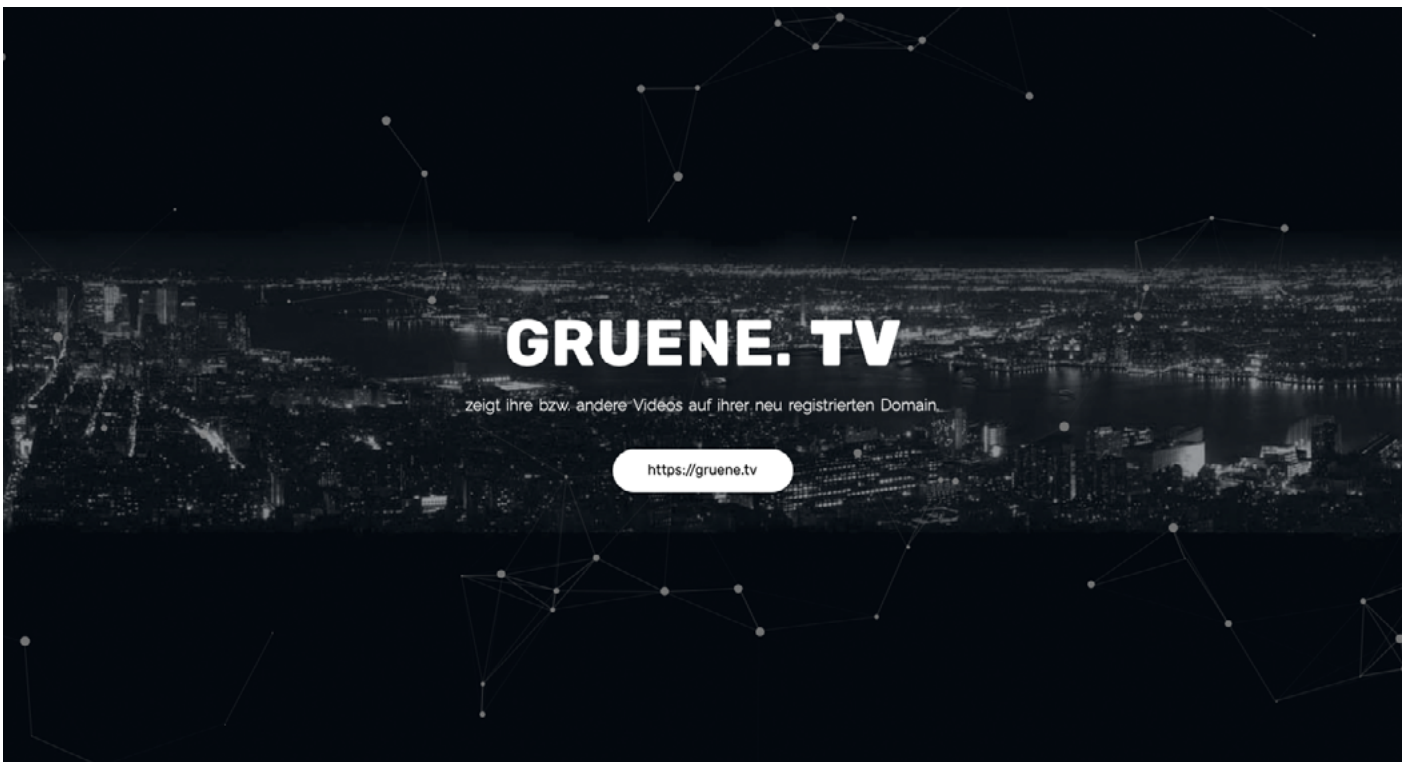 GRUENE. TV
zeigt ihre bzw. andere Videos auf ihrer neu registrierten Domain.
https://gruene.tv